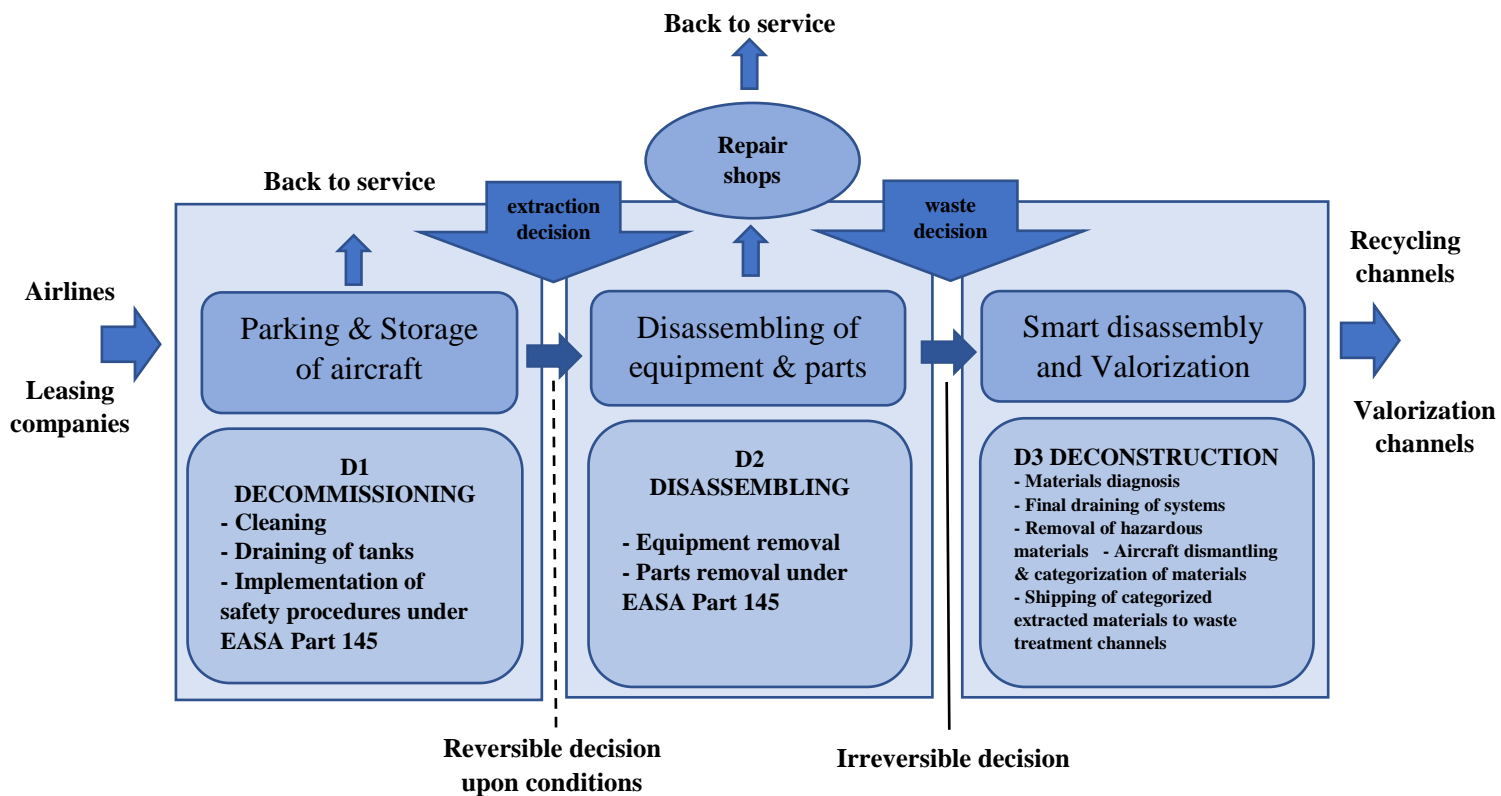 Back to service
Repair
shops
Back to service
extraction
decision
waste
decision
Airlines
Leasing
companies
Parking & Storage
of aircraft
Disassembling of
equipment & parts
Smart disassembly
and Valorization
Recycling
channels
Valorization
channels
D1
DECOMMISSIONING
- Cleaning
- Draining of tanks
- Implementation of
safety procedures under
EASA Part 145
D2
DISASSEMBLING
- Equipment removal
- Parts removal under
EASA Part 145
D3 DECONSTRUCTION
- Materials diagnosis
- Final draining of systems
- Removal of hazardous
materials - Aircraft dismantling
& categorization of materials
- Shipping of categorized
extracted materials to waste
treatment channels
Reversible decision
upon conditions
Irreversible decision